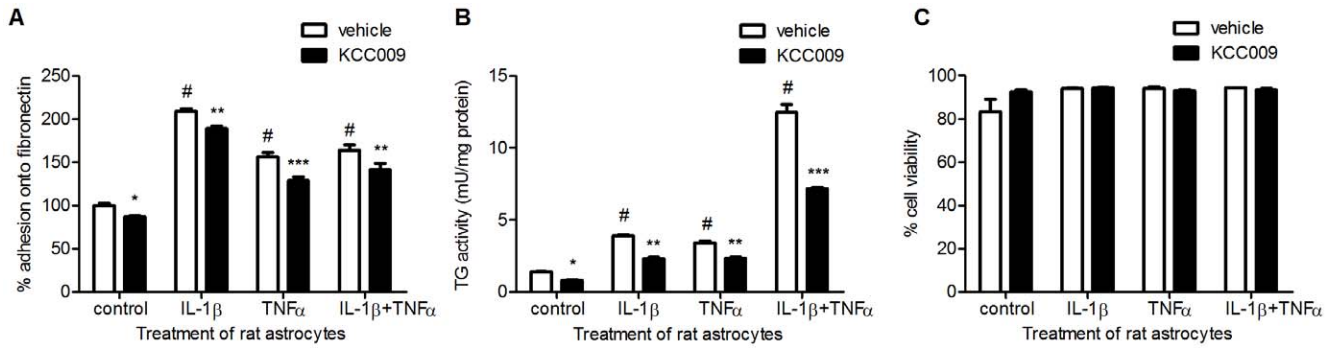 A
vehicle
KCC009
% adhesion onto fibronectin
250
200
150
100
50
0
#
**
#
***
#
**
*
control
IL-1β
TNFα
IL-1β+TNFα
Treatment of rat astrocytes
B
vehicle
KCC009
TG activity (mU/mg protein)
15
10
5
0
#
***
#
**
#
**
*
control
IL-1β
TNFα
IL-1β+TNFα
Treatment of rat astrocytes
C
vehicle
KCC009
% cell viability
100
80
60
40
20
0
control
IL-1β
TNFα
IL-1β+TNFα
Treatment of rat astrocytes